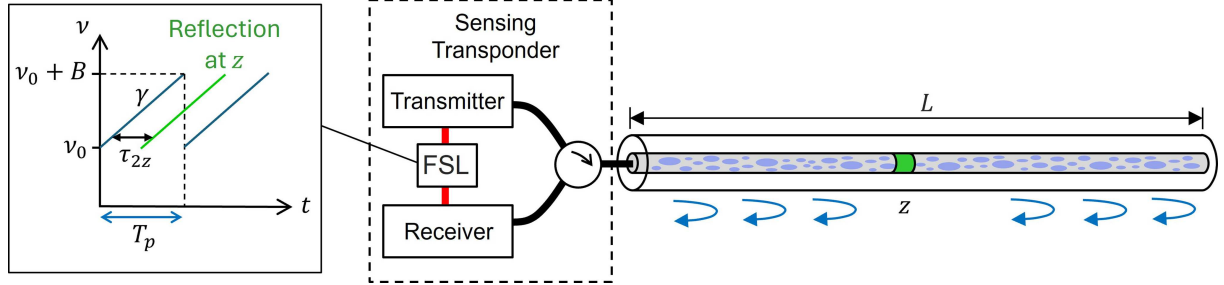 ν
Reflection
at z
ν₀ + B
γ
ν₀
τ₂z
t
Tₚ
Sensing
Transponder
Transmitter
FSL
Receiver
L
z